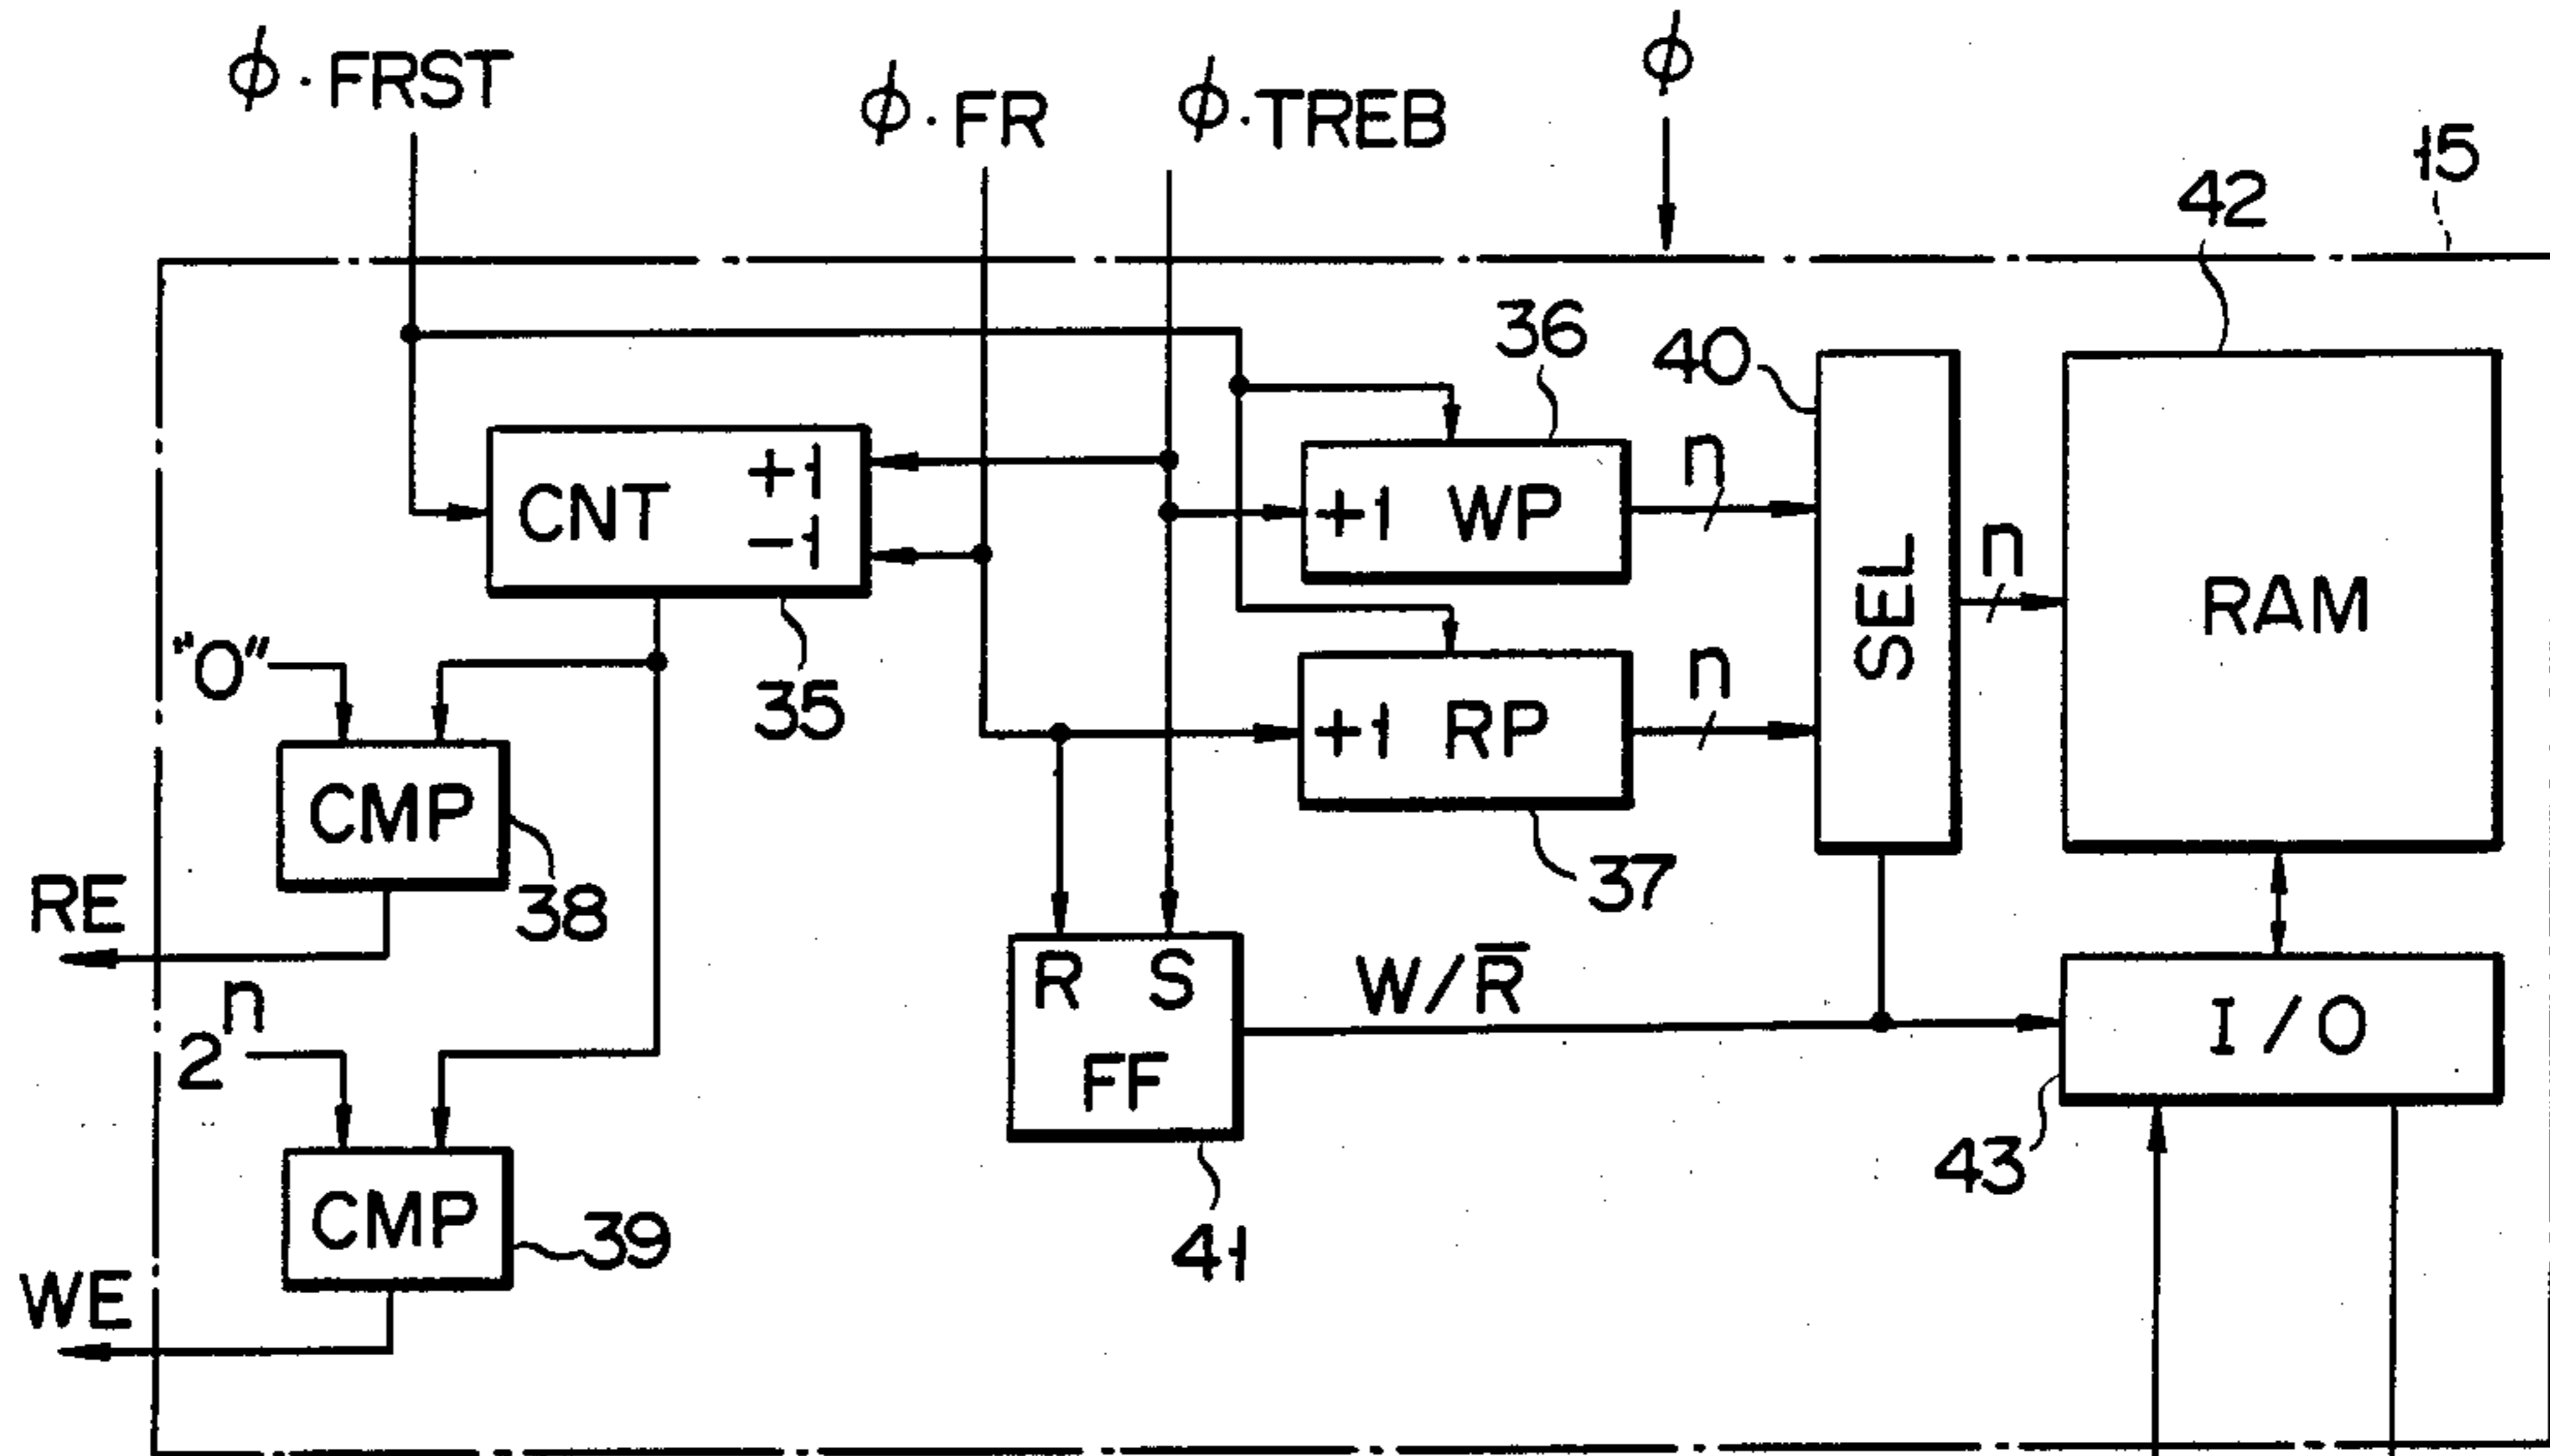 ϕ·FRST
ϕ·FR
ϕ·TREB
ϕ
15
42
36
40
n
CNT +1
-1
+1 WP
SEL
n
RAM
"0"
35
n
+1 RP
CMP
38
37
RE
2ⁿ
R S
FF
W/R̅
I/O
43
CMP
39
41
WE